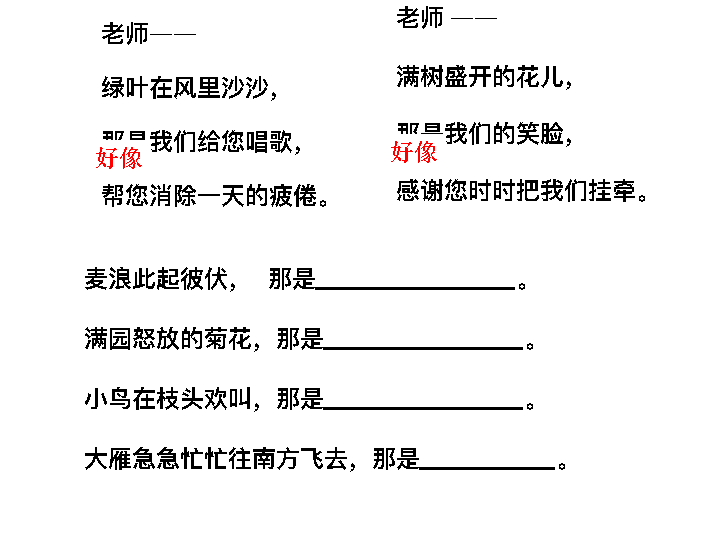 老师——
绿叶在风里沙沙，
那是我们给您唱歌，
好像
帮您消除一天的疲倦。
老师 ——
满树盛开的花儿，
那是我们的笑脸，
好像
感谢您时时把我们挂牵。
麦浪此起彼伏， 那是________________。
满园怒放的菊花，那是________________。
小鸟在枝头欢叫，那是________________。
大雁急急忙忙往南方飞去，那是___________。